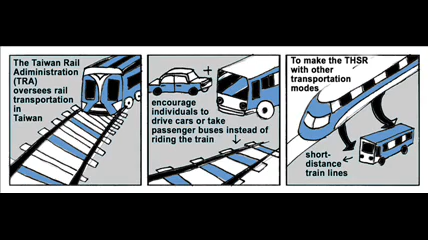 The Taiwan Rail
Adiministration
(TRA)
oversees rail
transportation
in
Taiwan
+
encourage
individuals to
drive cars or take
passenger buses instead of
riding the train
To make the THSR
with other
transportation
modes
short-
distance
train lines